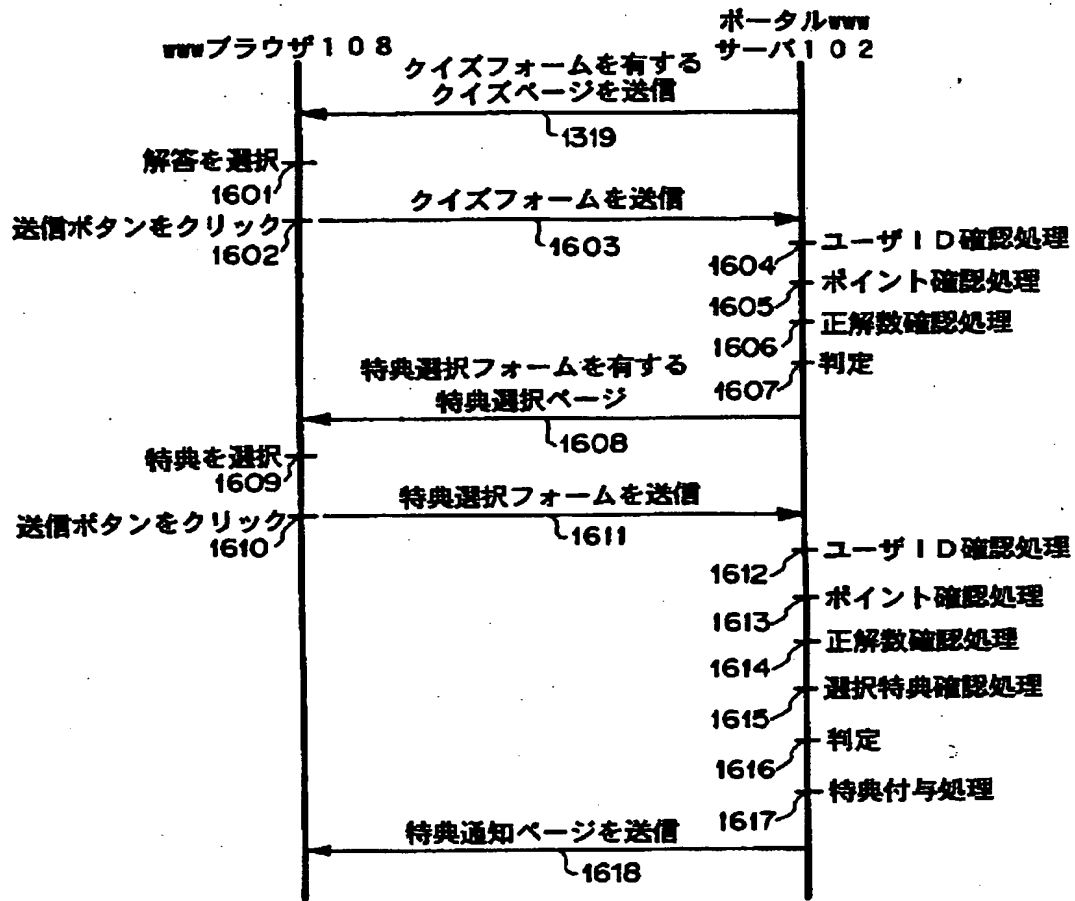 wwwブラウザ108
ポータルwww
サーバ102
クイズフォームを有する
クイズページを送信
1319
解答を選択
1601
クイズフォームを送信
送信ボタンをクリック
1602
1603
ユーザID確認処理
1604
ポイント確認処理
1605
正解数確認処理
1606
判定
1607
特典選択フォームを有する
特典選択ページ
1608
特典を選択
1609
特典選択フォームを送信
送信ボタンをクリック
1610
1611
ユーザID確認処理
1612
ポイント確認処理
1613
正解数確認処理
1614
選択特典確認処理
1615
判定
1616
特典付与処理
1617
特典通知ページを送信
1618